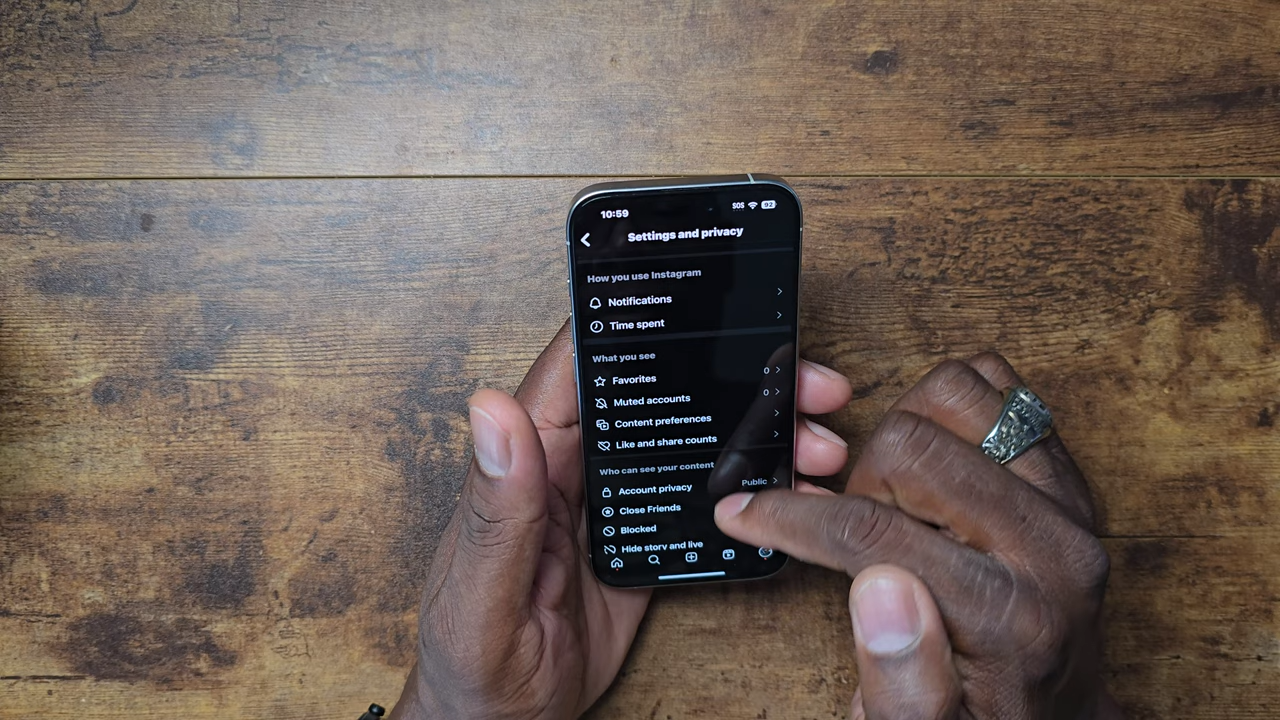 10:59
SOS 92
Settings and privacy
How you use Instagram
Notifications
Time spent
What you see
Favorites 0
Muted accounts 0
Content preferences
Like and share counts
Who can see your content
Account privacy Public
Close Friends
Blocked
Hide story and live